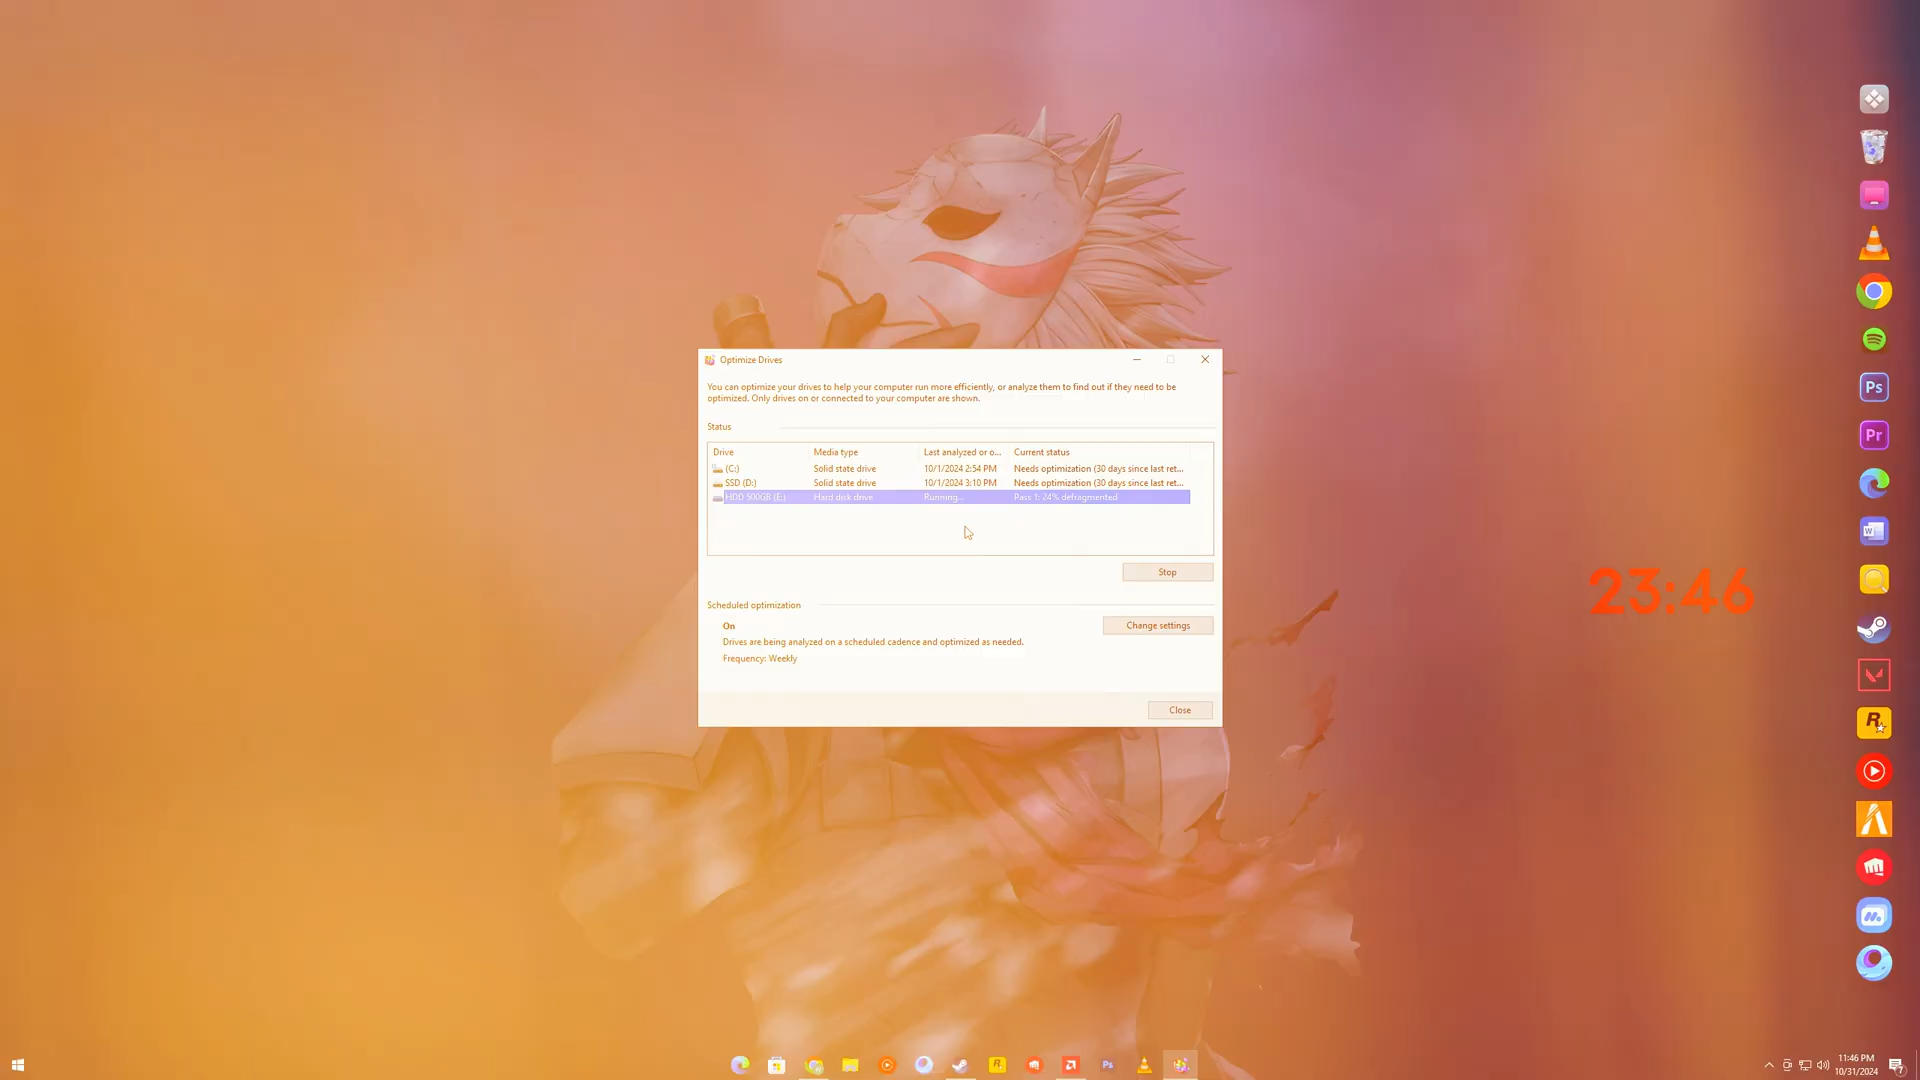 Optimize Drives
You can optimize your drives to help your computer run more efficiently, or analyze them to find out if they need to be
optimized. Only drives on or connected to your computer are shown.
Status
Drive Media type Last analyzed or o... Current status
(C:) Solid state drive 10/1/2024 2:54 PM Needs optimization (30 days since last ret...
SSD (D:) Solid state drive 10/1/2024 3:10 PM Needs optimization (30 days since last ret...
HDD 500GB (E:) Hard disk drive Running... Pass 1: 24% defragmented
Stop
Scheduled optimization
On
Change settings
Drives are being analyzed on a scheduled cadence and optimized as needed.
Frequency: Weekly
Close
23:46
Ps
Pr
W
R
m.
R
Ps
11:46 PM
10/31/2024
7